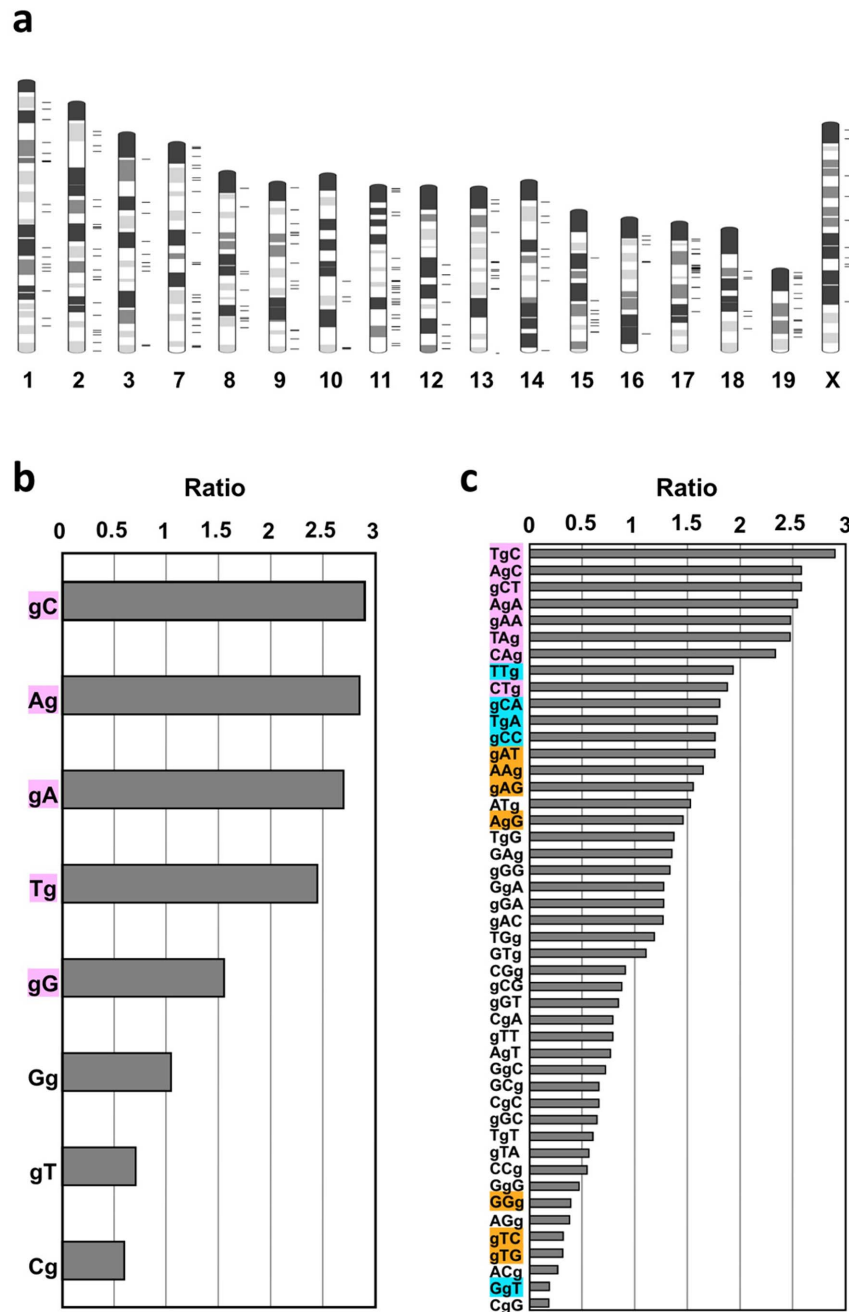 a
1 2 3 7 8 9 10 11 12 13 14 15 16 17 18 19 X
b
Ratio
0 0.5 1 1.5 2 2.5 3
gC
Ag
gA
Tg
gG
Gg
gT
Cg
c
Ratio
0 0.5 1 1.5 2 2.5 3
TgC
AgC
gCT
AgA
gAA
TAg
CAg
TTg
CTg
gCA
TgA
gCC
gAT
AAg
gAG
ATg
AgG
TgG
GAg
gGG
GgA
gGA
gAC
TGg
GTg
CGg
gCG
gGT
CgA
gTT
AgT
GgC
GCg
CgC
gGC
TgT
gTA
CCg
GgG
GGg
AGg
gTC
gTG
ACg
GgT
CgG